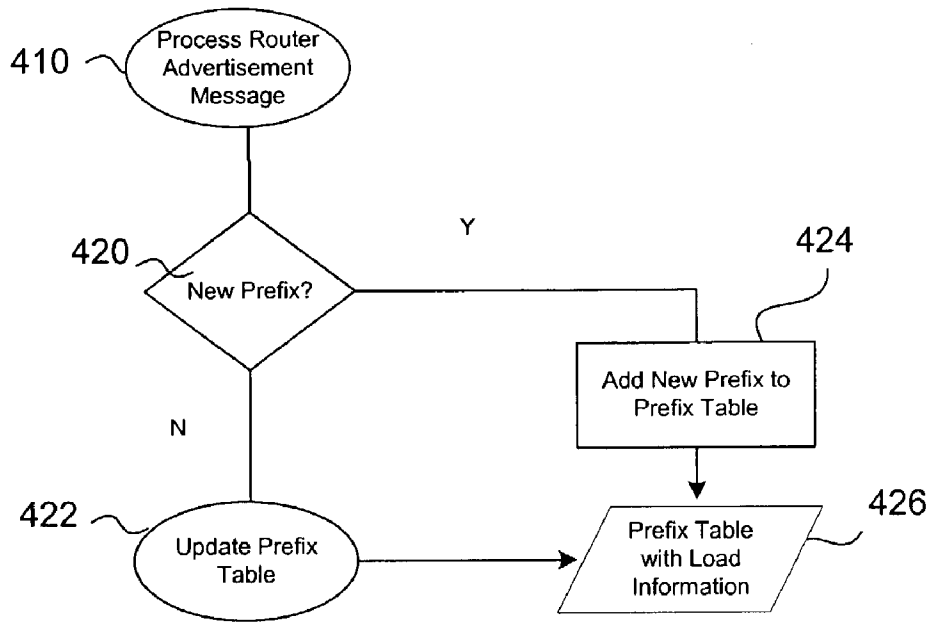 410
Process Router
Advertisement
Message
420
New Prefix?
Y
424
Add New Prefix to
Prefix Table
N
422
Update Prefix
Table
Prefix Table
with Load
Information
426